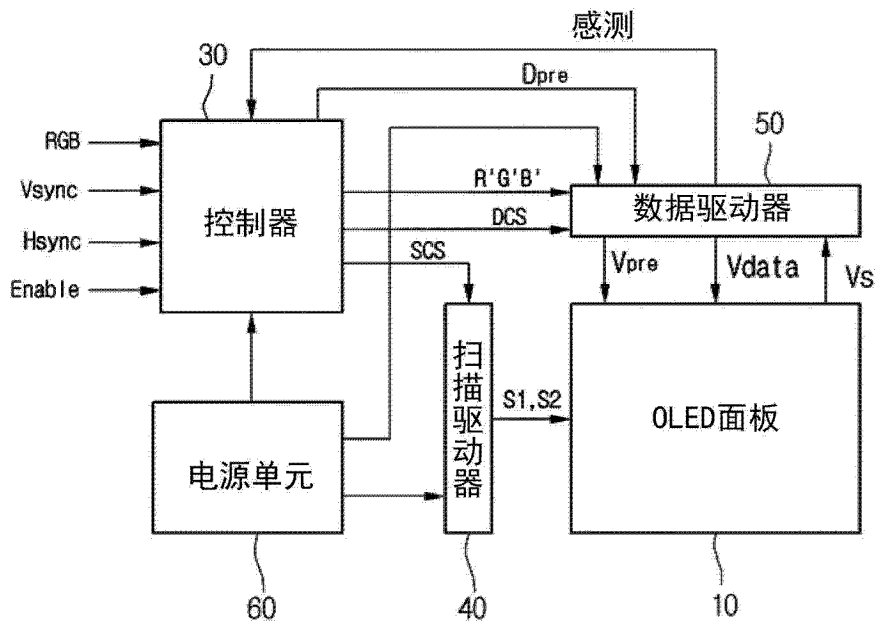 感测
30
Dpre
50
RGB
Vsync
Hsync
Enable
控制器
R'G'B'
DCS
SCS
数据驱动器
Vpre
Vdata
Vs
扫描驱动器
S1,S2
OLED面板
电源单元
60
40
10